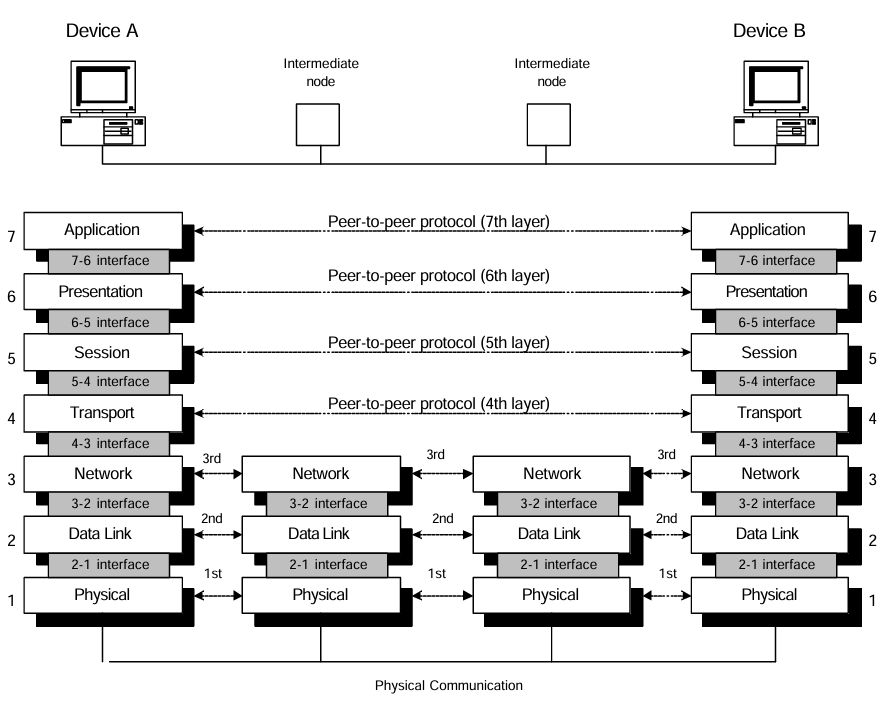 Device A
Device B
Intermediate
node
Intermediate
node
Peer-to-peer protocol (7th layer)
7 Application Application 7
7-6 interface 7-6 interface
Peer-to-peer protocol (6th layer)
6 Presentation Presentation 6
6-5 interface 6-5 interface
Peer-to-peer protocol (5th layer)
5 Session Session 5
5-4 interface 5-4 interface
Peer-to-peer protocol (4th layer)
4 Transport Transport 4
4-3 interface 4-3 interface
3rd 3rd 3rd
3 Network Network Network Network 3
3-2 interface 3-2 interface 3-2 interface 3-2 interface
2nd 2nd 2nd
2 Data Link Data Link Data Link Data Link 2
2-1 interface 2-1 interface 2-1 interface 2-1 interface
1st 1st 1st
1 Physical Physical Physical Physical 1
Physical Communication